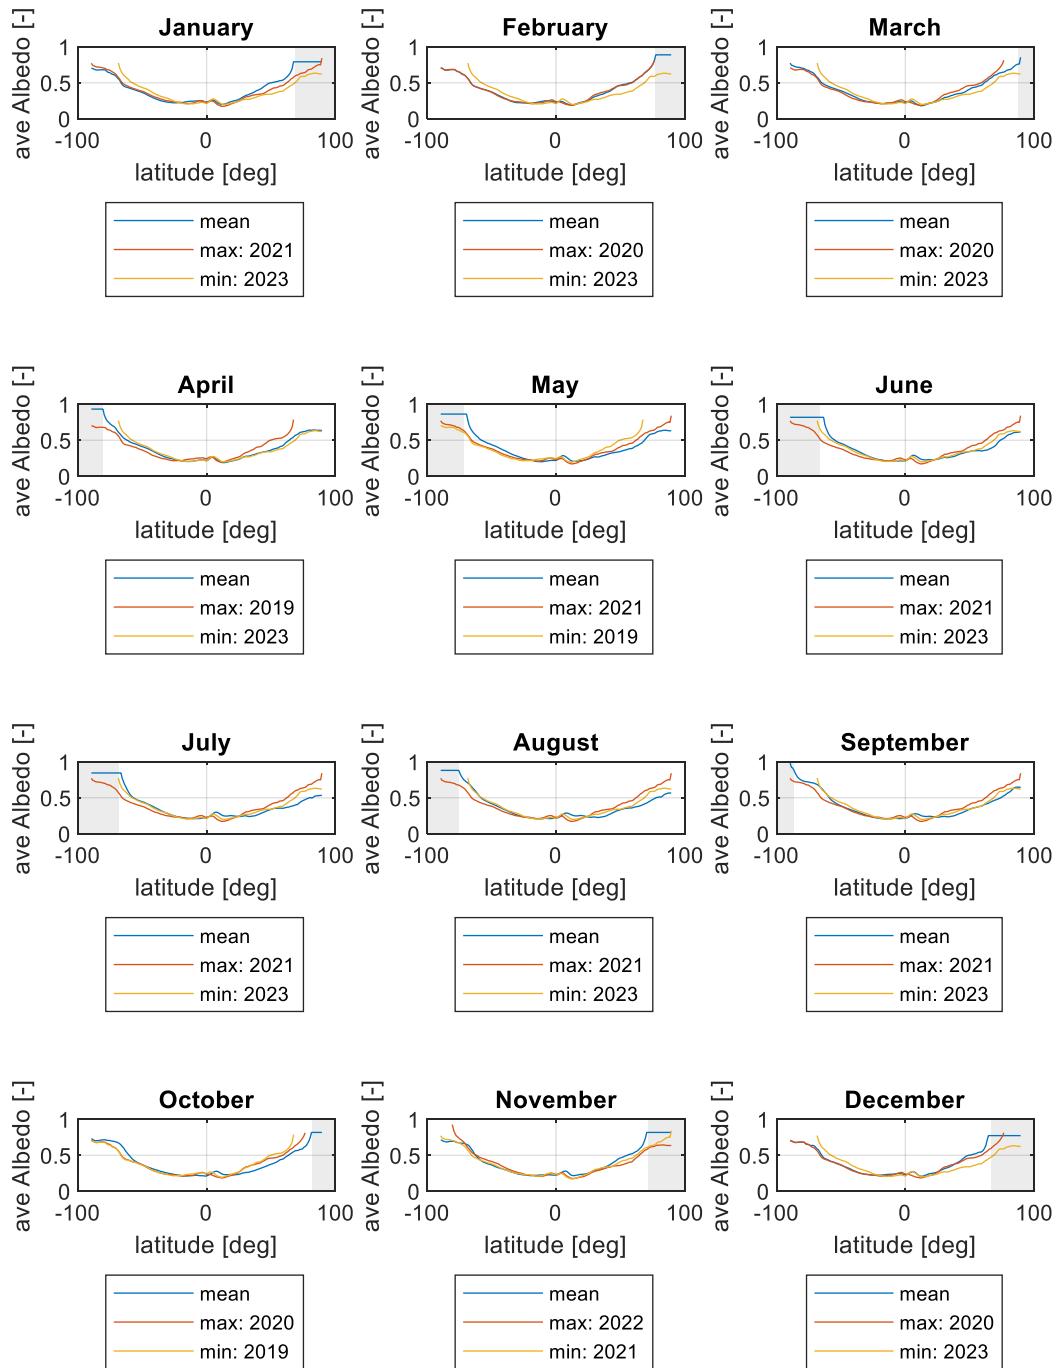 January
ave Albedo [-]
1
0.5
0
-100
0
100
latitude [deg]
mean
max: 2021
min: 2023
February
ave Albedo [-]
1
0.5
0
-100
0
100
latitude [deg]
mean
max: 2020
min: 2023
March
ave Albedo [-]
1
0.5
0
-100
0
100
latitude [deg]
mean
max: 2020
min: 2023
April
ave Albedo [-]
1
0.5
0
-100
0
100
latitude [deg]
mean
max: 2019
min: 2023
May
ave Albedo [-]
1
0.5
0
-100
0
100
latitude [deg]
mean
max: 2021
min: 2019
June
ave Albedo [-]
1
0.5
0
-100
0
100
latitude [deg]
mean
max: 2021
min: 2023
July
ave Albedo [-]
1
0.5
0
-100
0
100
latitude [deg]
mean
max: 2021
min: 2023
August
ave Albedo [-]
1
0.5
0
-100
0
100
latitude [deg]
mean
max: 2021
min: 2023
September
ave Albedo [-]
1
0.5
0
-100
0
100
latitude [deg]
mean
max: 2021
min: 2023
October
ave Albedo [-]
1
0.5
0
-100
0
100
latitude [deg]
mean
max: 2020
min: 2019
November
ave Albedo [-]
1
0.5
0
-100
0
100
latitude [deg]
mean
max: 2022
min: 2021
December
ave Albedo [-]
1
0.5
0
-100
0
100
latitude [deg]
mean
max: 2020
min: 2023